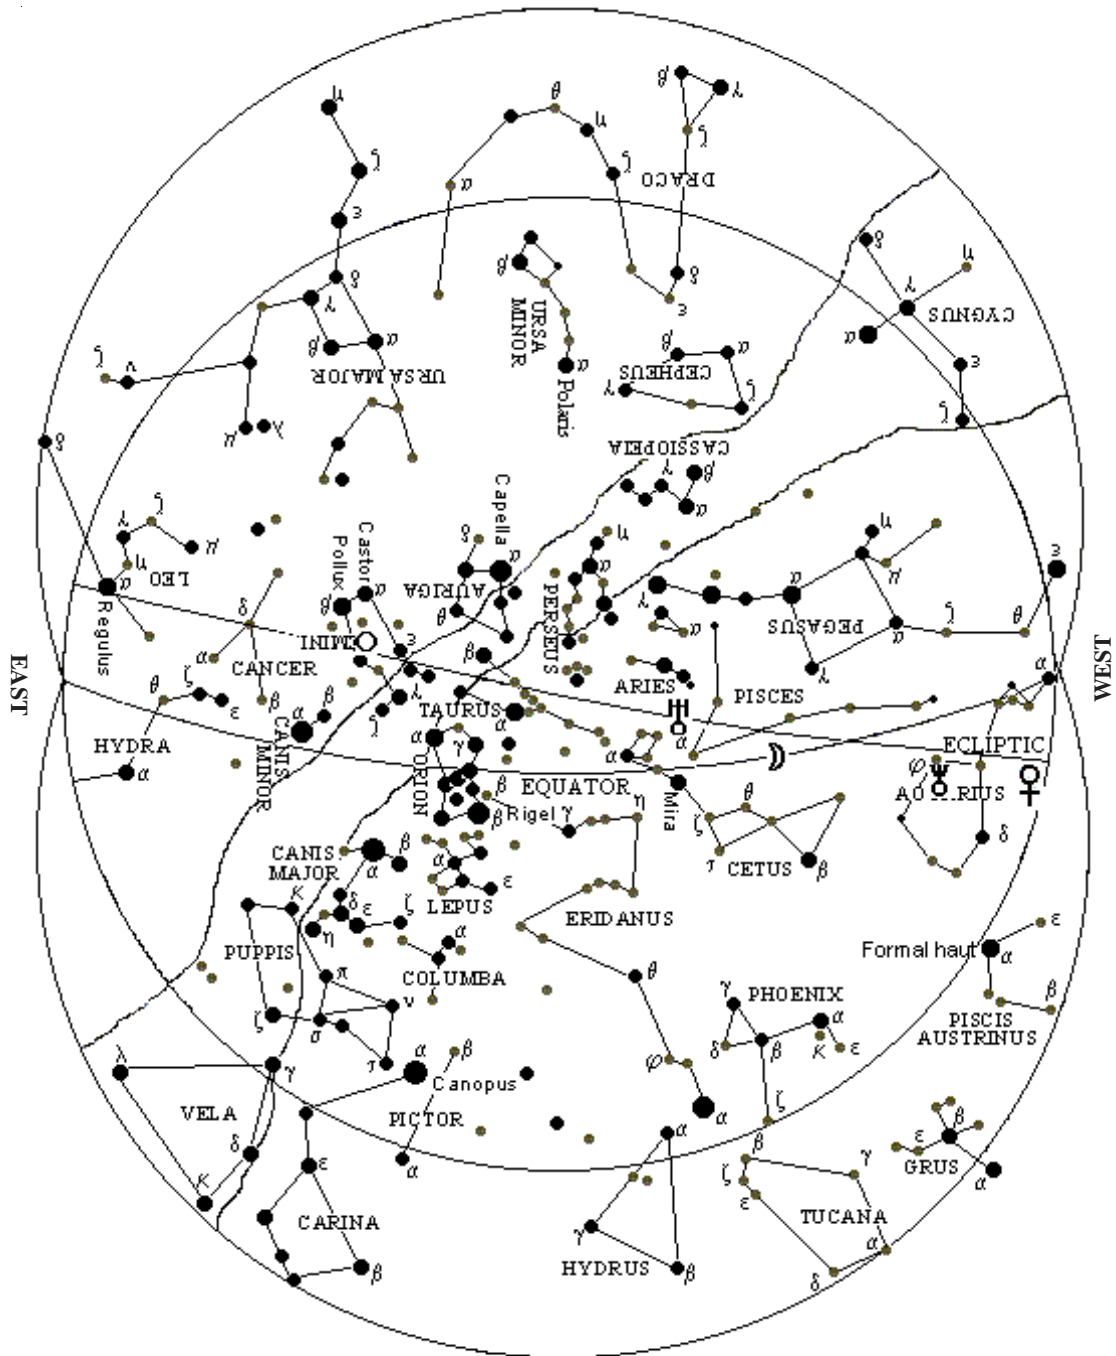 μ
θ
β
γ
η
ζ
ζ
ζ
α
DRACO
ε
δ
δ
δ
η
β
γ
γ
CYGNUS
ε
α
URSA
MINOR
β
α
α
β
α
URSA MAJOR
CEPHEUS
ε
ζ
ν
α
γ
ζ
Polaris
ζ
μ
λ
CASSIOPEIA
δ
γ
β
α
Capella
ζ
γ
μ
η
δ
α
η
Castor
Pollux
ε
μ
α
LEO
α
AURIGA
α
α
Regulus
β
α
PERSEUS
γ
PEGASUS
θ
δ
θ
α
α
ζ
EAST
CANCER
MINI
ε
β
WEST
α
α
θ
ζ
ε
β
γ
ARIES
PISCES
γ
HYDRA
α
β
ζ
TAURUS
α
α
CANIS
MINOR
α
γ
α
ECLIPTIC
α
ORION
EQUATOR
φ
AQ RIUS
β
Rigel
γ
η
Mira
θ
β
ζ
δ
CANIS
MAJOR
α
β
α
LEPUS
ε
τ
CETUS
β
κ
δ
ε
ζ
η
ERIDANUS
ε
PUPPIS
α
Formal haut
α
COLUMBA
π
ν
θ
PHOENIX
γ
α
PISCIS
AUSTRINUS
β
ζ
σ
δ
β
κ
ε
λ
γ
τ
α
β
φ
Canopus
VELA
PICTOR
α
ζ
α
δ
ε
α
β
γ
ε
β
GRUS
α
κ
ζ
ε
CARINA
γ
TUCANA
α
HYDRUS
β
β
δ